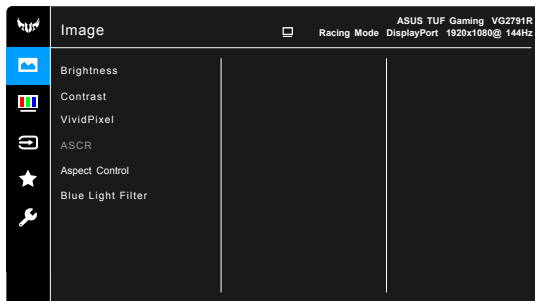 Image
ASUS TUF Gaming VG2791R
Racing Mode DisplayPort 1920x1080@ 144Hz
Brightness
Contrast
VividPixel
ASCR
Aspect Control
Blue Light Filter